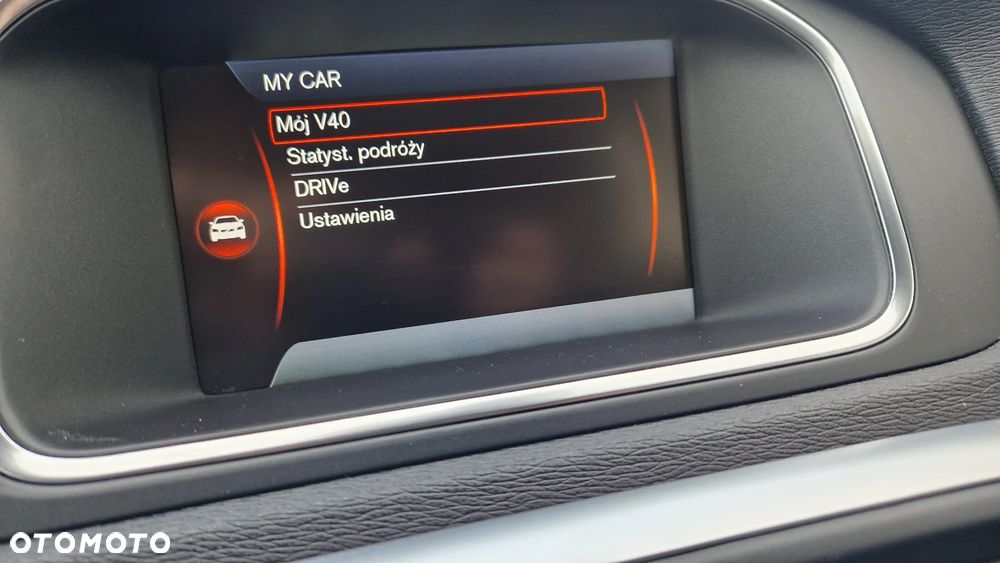 MY CAR
Mój V40
Statyst. podróży
DRIVe
Ustawienia
OTOMOTO